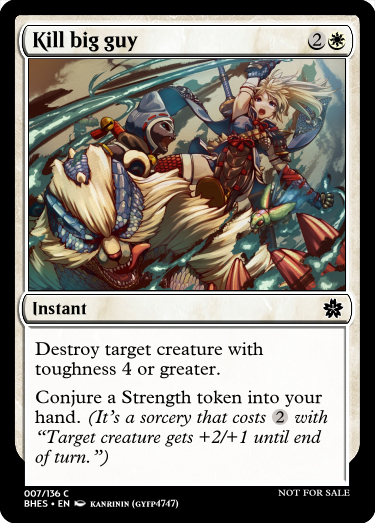 Kill big guy 2
Instant
Destroy target creature with
toughness 4 or greater.
Conjure a Strength token into your
hand. (It's a sorcery that costs 2 with
“Target creature gets +2/+1 until end
of turn.”)
007/136 C NOT FOR SALE
BHES • EN KANRININ (GYFP4747)